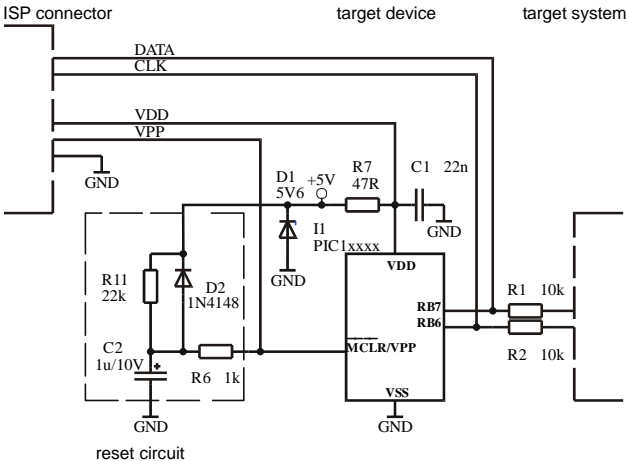 ISP connector
target device
target system
DATA
CLK
VDD
VPP
GND
D1
5V6
+5V
R7
47R
C1 22n
GND
I1
PIC1xxxx
GND
VDD
R11
22k
D2
1N4148
RB7
RB6
R1 10k
R2 10k
C2
1u/10V
+
R6 1k
MCLR/VPP
VSS
GND
GND
reset circuit